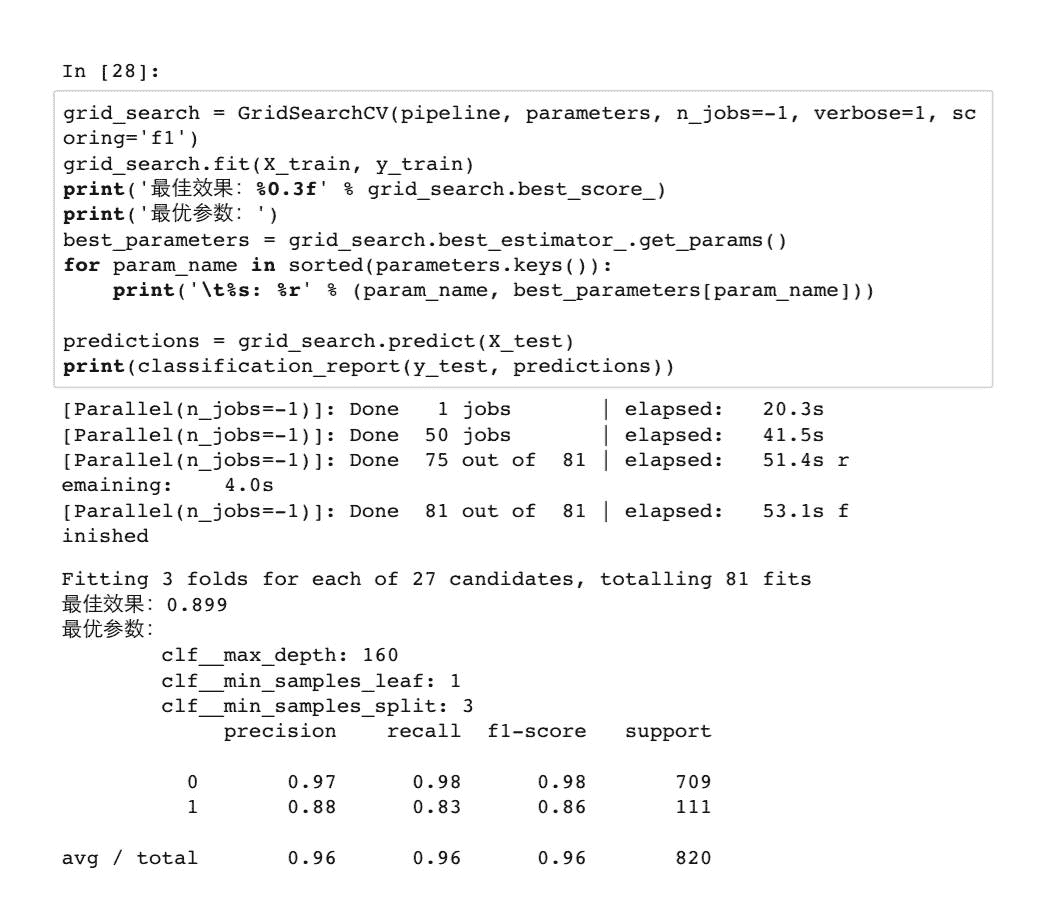 In [28]:
grid_search = GridSearchCV(pipeline, parameters, n_jobs=-1, verbose=1, sc
oring='f1')
grid_search.fit(X_train, y_train)
print('最佳效果：%0.3f' % grid_search.best_score_)
print('最优参数：')
best_parameters = grid_search.best_estimator_.get_params()
for param_name in sorted(parameters.keys()):
    print('\t%s: %r' % (param_name, best_parameters[param_name]))

predictions = grid_search.predict(X_test)
print(classification_report(y_test, predictions))
[Parallel(n_jobs=-1)]: Done   1 jobs       | elapsed:   20.3s
[Parallel(n_jobs=-1)]: Done  50 jobs       | elapsed:   41.5s
[Parallel(n_jobs=-1)]: Done  75 out of  81 | elapsed:   51.4s r
emaining:    4.0s
[Parallel(n_jobs=-1)]: Done  81 out of  81 | elapsed:   53.1s f
inished
Fitting 3 folds for each of 27 candidates, totalling 81 fits
最佳效果：0.899
最优参数：
        clf__max_depth: 160
        clf__min_samples_leaf: 1
        clf__min_samples_split: 3
             precision    recall  f1-score   support

          0       0.97      0.98      0.98       709
          1       0.88      0.83      0.86       111

avg / total       0.96      0.96      0.96       820